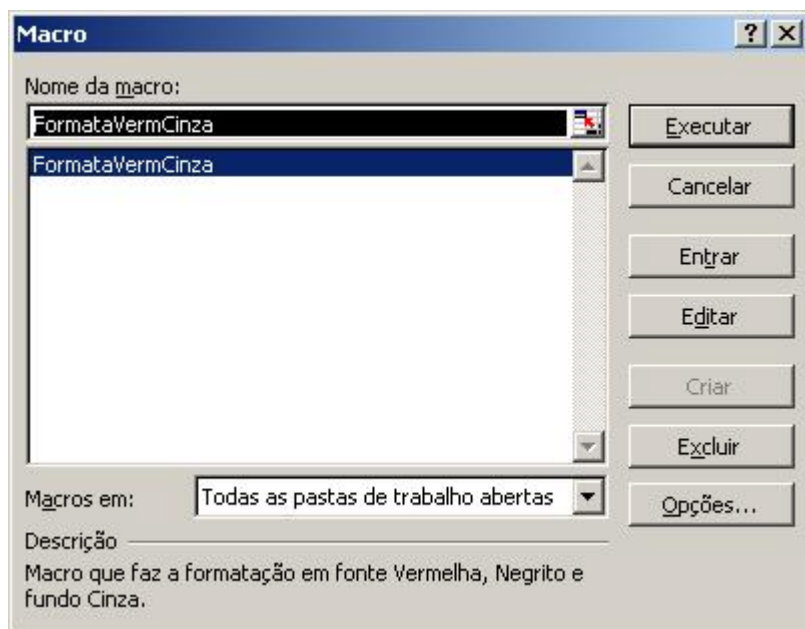 Macro
Nome da macro:
FormataVermCinza
FormataVermCinza
Executar
Cancelar
Entrar
Editar
Criar
Excluir
Opções...
Macros em:
Todas as pastas de trabalho abertas
Descrição
Macro que faz a formatação em fonte Vermelha, Negrito e
fundo Cinza.